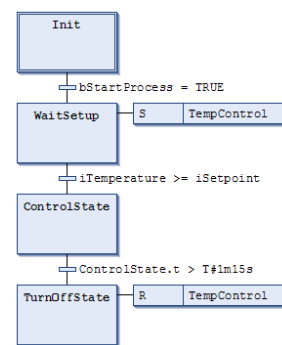 Init
bStartProcess = TRUE
WaitSetup S TempControl
iTemperature >= iSetpoint
ControlState
ControlState.t > T#1m15s
TurnOffState R TempControl